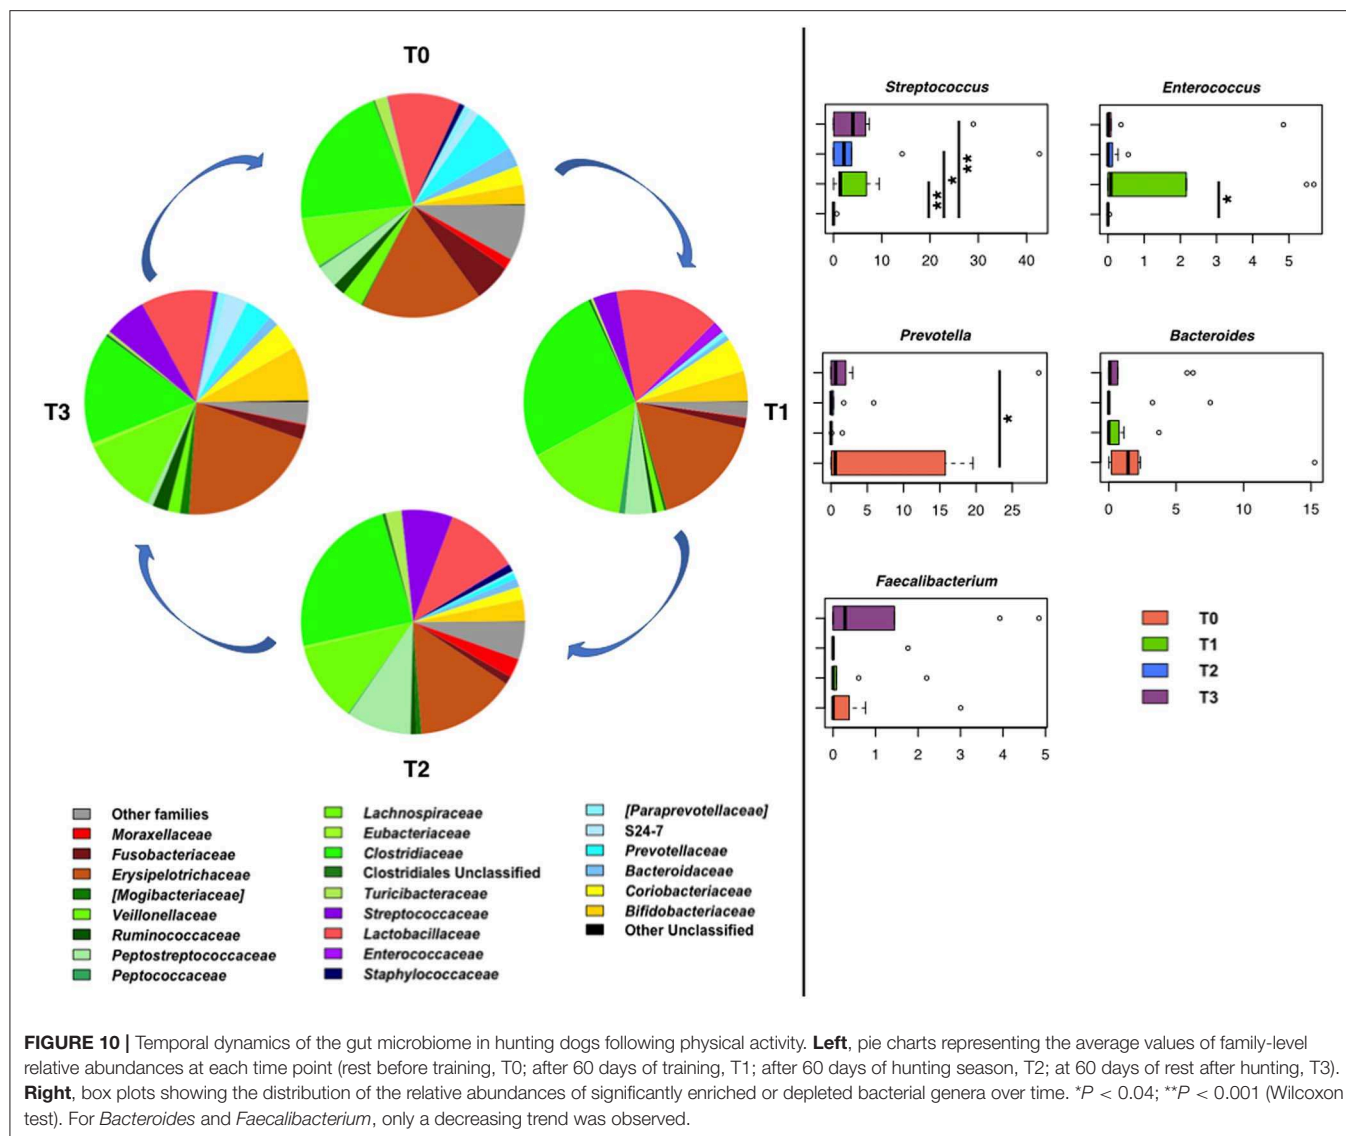 T0
T3
T1
T2
Other families
Moraxellaceae
Fusobacteriaceae
Erysipelotrichaceae
[Mogibacteriaceae]
Veillonellaceae
Ruminococcaceae
Peptostreptococcaceae
Peptococcaceae
Lachnospiraceae
Eubacteriaceae
Clostridiaceae
Clostridiales Unclassified
Turicibacteraceae
Streptococcaceae
Lactobacillaceae
Enterococcaceae
Staphylococcaceae
[Paraprevotellaceae]
S24-7
Prevotellaceae
Bacteroidaceae
Coriobacteriaceae
Bifidobacteriaceae
Other Unclassified
Streptococcus
** * **
0 10 20 30 40
Enterococcus
*
0 1 2 3 4 5
Prevotella
*
0 5 10 15 20 25
Bacteroides
0 5 10 15
Faecalibacterium
0 1 2 3 4 5
T0
T1
T2
T3
FIGURE 10 | Temporal dynamics of the gut microbiome in hunting dogs following physical activity. Left, pie charts representing the average values of family-level
relative abundances at each time point (rest before training, T0; after 60 days of training, T1; after 60 days of hunting season, T2; at 60 days of rest after hunting, T3).
Right, box plots showing the distribution of the relative abundances of significantly enriched or depleted bacterial genera over time. *P < 0.04; **P < 0.001 (Wilcoxon
test). For Bacteroides and Faecalibacterium, only a decreasing trend was observed.